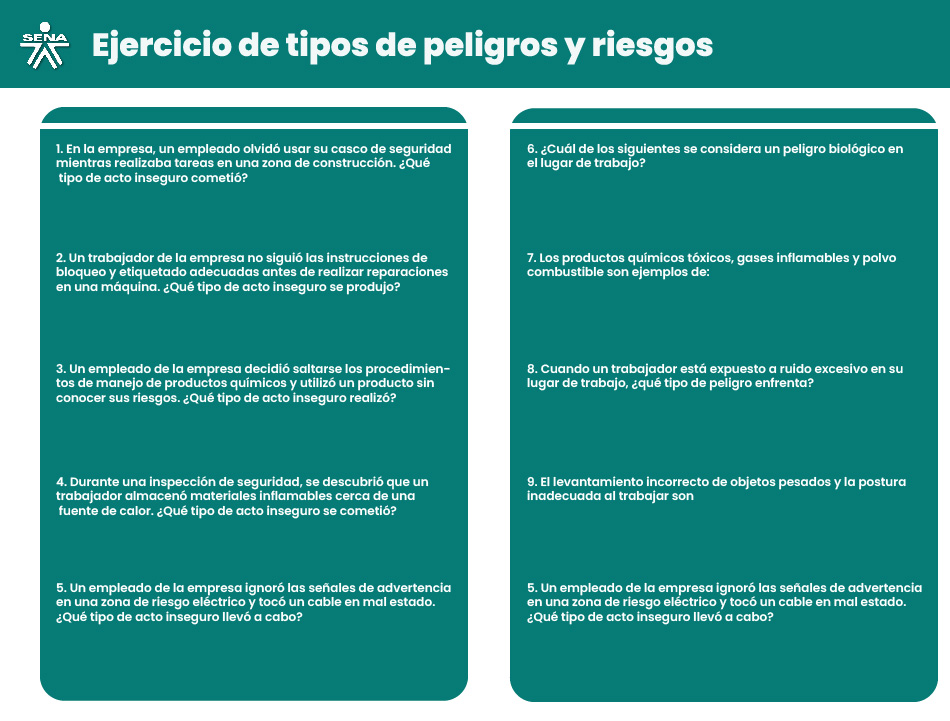 SENA
Ejercicio de tipos de peligros y riesgos
1. En la empresa, un empleado olvidó usar su casco de seguridad
mientras realizaba tareas en una zona de construcción. ¿Qué
tipo de acto inseguro cometió?
2. Un trabajador de la empresa no siguió las instrucciones de
bloqueo y etiquetado adecuadas antes de realizar reparaciones
en una máquina. ¿Qué tipo de acto inseguro se produjo?
3. Un empleado de la empresa decidió saltarse los procedimien-
tos de manejo de productos químicos y utilizó un producto sin
conocer sus riesgos. ¿Qué tipo de acto inseguro realizó?
4. Durante una inspección de seguridad, se descubrió que un
trabajador almacenó materiales inflamables cerca de una
fuente de calor. ¿Qué tipo de acto inseguro se cometió?
5. Un empleado de la empresa ignoró las señales de advertencia
en una zona de riesgo eléctrico y tocó un cable en mal estado.
¿Qué tipo de acto inseguro llevó a cabo?
6. ¿Cuál de los siguientes se considera un peligro biológico en
el lugar de trabajo?
7. Los productos químicos tóxicos, gases inflamables y polvo
combustible son ejemplos de:
8. Cuando un trabajador está expuesto a ruido excesivo en su
lugar de trabajo, ¿qué tipo de peligro enfrenta?
9. El levantamiento incorrecto de objetos pesados y la postura
inadecuada al trabajar son
5. Un empleado de la empresa ignoró las señales de advertencia
en una zona de riesgo eléctrico y tocó un cable en mal estado.
¿Qué tipo de acto inseguro llevó a cabo?